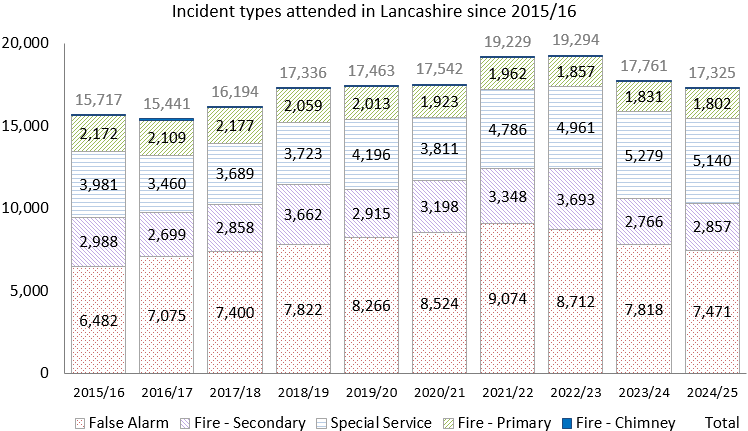 Incident types attended in Lancashire since 2015/16
20,000
15,000
10,000
5,000
0
15,717 15,441 16,194 17,336 17,463 17,542 19,229 19,294 17,761 17,325
2,172 2,109 2,177 2,059 2,013 1,923 1,962 1,857 1,831 1,802
3,981 3,460 3,689 3,723 4,196 3,811 4,786 4,961 5,279 5,140
2,988 2,699 2,858 3,662 2,915 3,198 3,348 3,693 2,766 2,857
6,482 7,075 7,400 7,822 8,266 8,524 9,074 8,712 7,818 7,471
2015/16 2016/17 2017/18 2018/19 2019/20 2020/21 2021/22 2022/23 2023/24 2024/25
False Alarm Fire - Secondary Special Service Fire - Primary Fire - Chimney Total